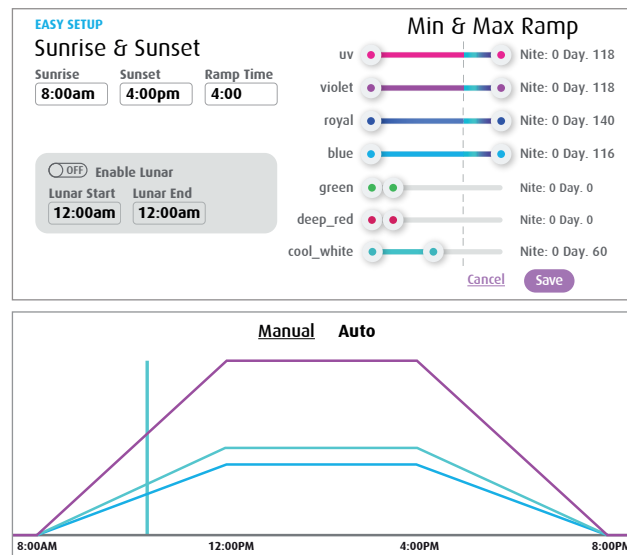 EASY SETUP
Sunrise & Sunset
Sunrise Sunset Ramp Time
8:00am 4:00pm 4:00
OFF Enable Lunar
Lunar Start Lunar End
12:00am 12:00am
Min & Max Ramp
uv Nite: 0 Day. 118
violet Nite: 0 Day. 118
royal Nite: 0 Day. 140
blue Nite: 0 Day. 116
green Nite: 0 Day. 0
deep_red Nite: 0 Day. 0
cool_white Nite: 0 Day. 60
Cancel Save
Manual Auto
8:00AM 12:00PM 4:00PM 8:00PM